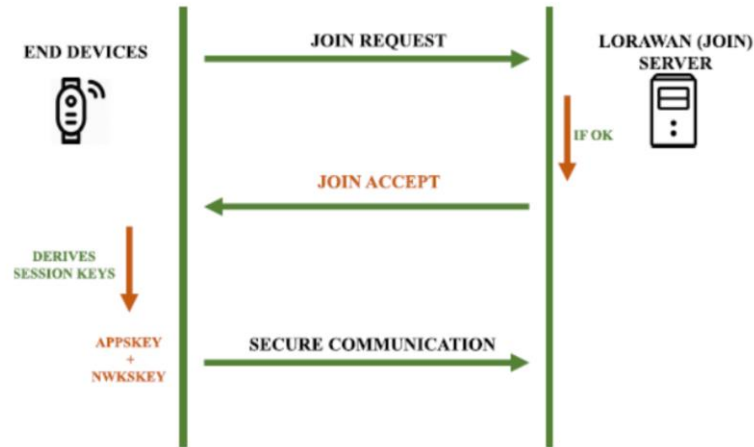 JOIN REQUEST
END DEVICES
LORAWAN (JOIN)
SERVER
IF OK
JOIN ACCEPT
DERIVES
SESSION KEYS
APPSKEY
+
NWKSKEY
SECURE COMMUNICATION